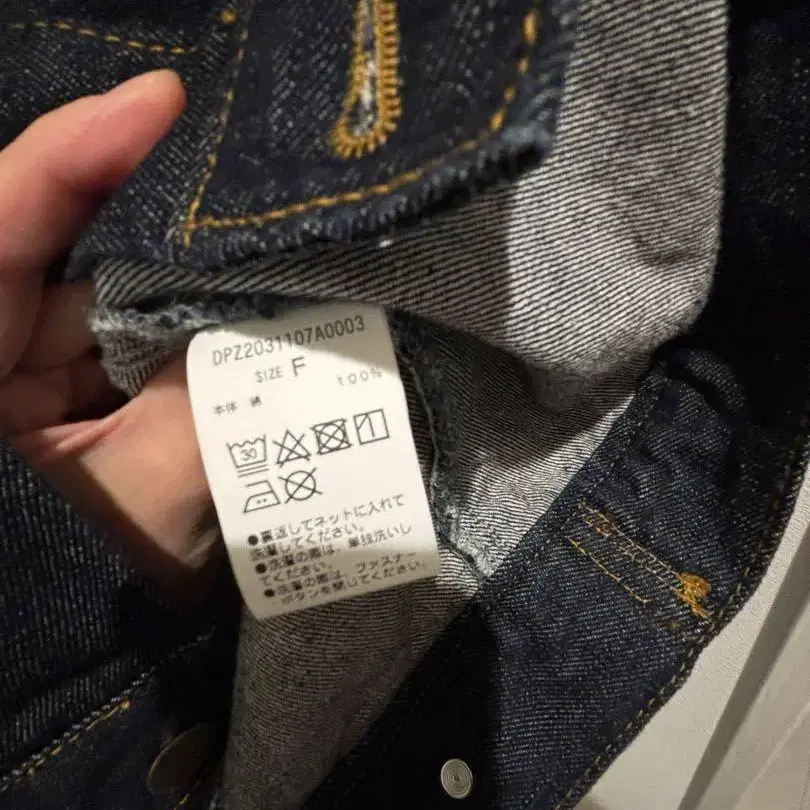 DPZ2031107A0003
SIZE F
本体 綿 100%
30
●裏返してネットに入れて
洗濯してください。
●洗濯の際は、単独洗いし
てください。
●洗濯の際は、ファスナー
ボタンを閉じてください。